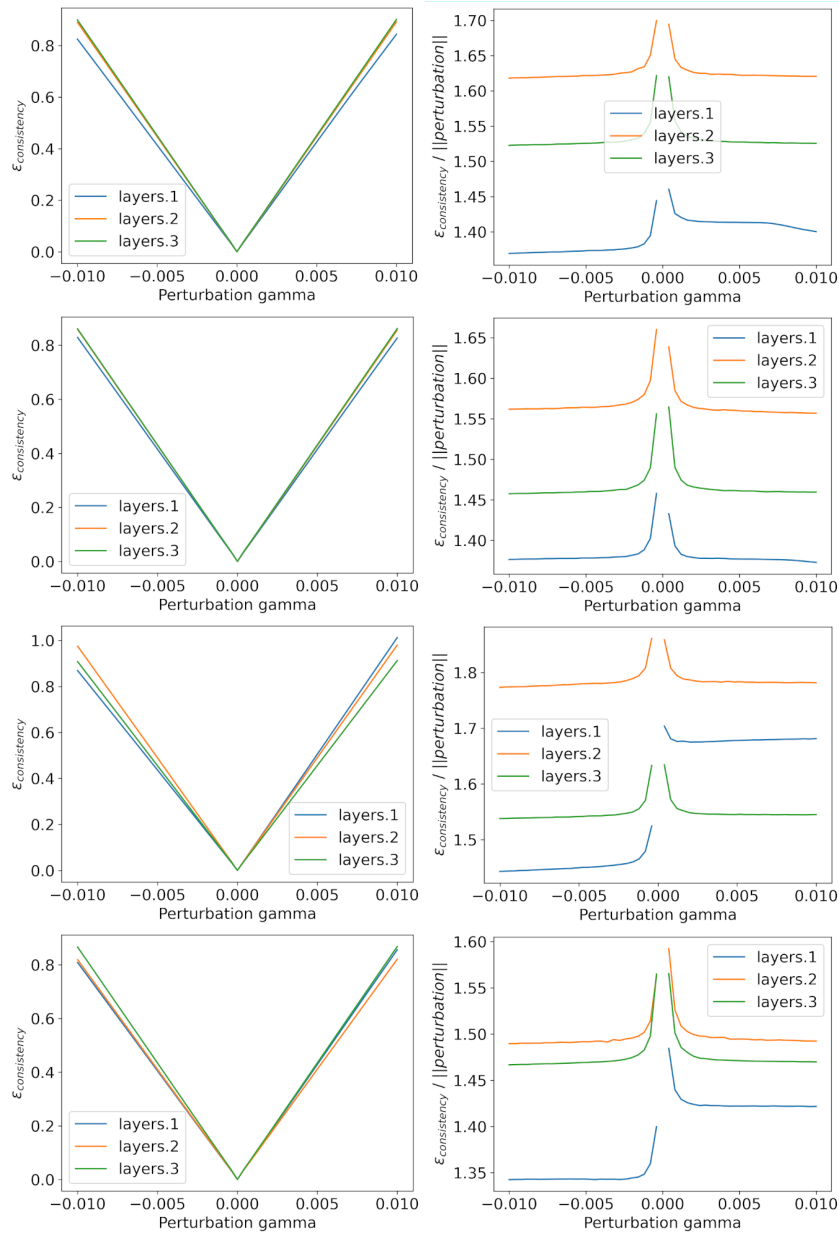 0.8
0.6
0.4
0.2
0.0
ε_consistency
layers.1
layers.2
layers.3
−0.010 −0.005 0.000 0.005 0.010
Perturbation gamma
1.70
1.65
1.60
1.55
1.50
1.45
1.40
ε_consistency / ||perturbation||
layers.1
layers.2
layers.3
−0.010 −0.005 0.000 0.005 0.010
Perturbation gamma
0.8
0.6
0.4
0.2
0.0
ε_consistency
layers.1
layers.2
layers.3
−0.010 −0.005 0.000 0.005 0.010
Perturbation gamma
1.65
1.60
1.55
1.50
1.45
1.40
ε_consistency / ||perturbation||
layers.1
layers.2
layers.3
−0.010 −0.005 0.000 0.005 0.010
Perturbation gamma
1.0
0.8
0.6
0.4
0.2
0.0
ε_consistency
layers.1
layers.2
layers.3
−0.010 −0.005 0.000 0.005 0.010
Perturbation gamma
1.8
1.7
1.6
1.5
ε_consistency / ||perturbation||
layers.1
layers.2
layers.3
−0.010 −0.005 0.000 0.005 0.010
Perturbation gamma
0.8
0.6
0.4
0.2
0.0
ε_consistency
layers.1
layers.2
layers.3
−0.010 −0.005 0.000 0.005 0.010
Perturbation gamma
1.60
1.55
1.50
1.45
1.40
1.35
ε_consistency / ||perturbation||
layers.1
layers.2
layers.3
−0.010 −0.005 0.000 0.005 0.010
Perturbation gamma